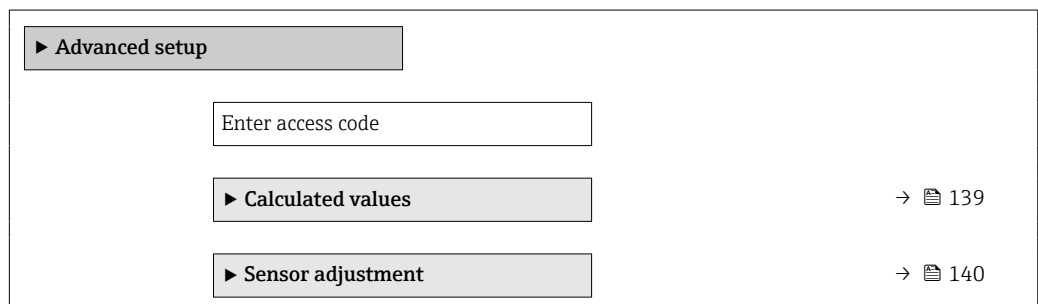 ▶ Advanced setup
Enter access code
▶ Calculated values → 139
▶ Sensor adjustment → 140